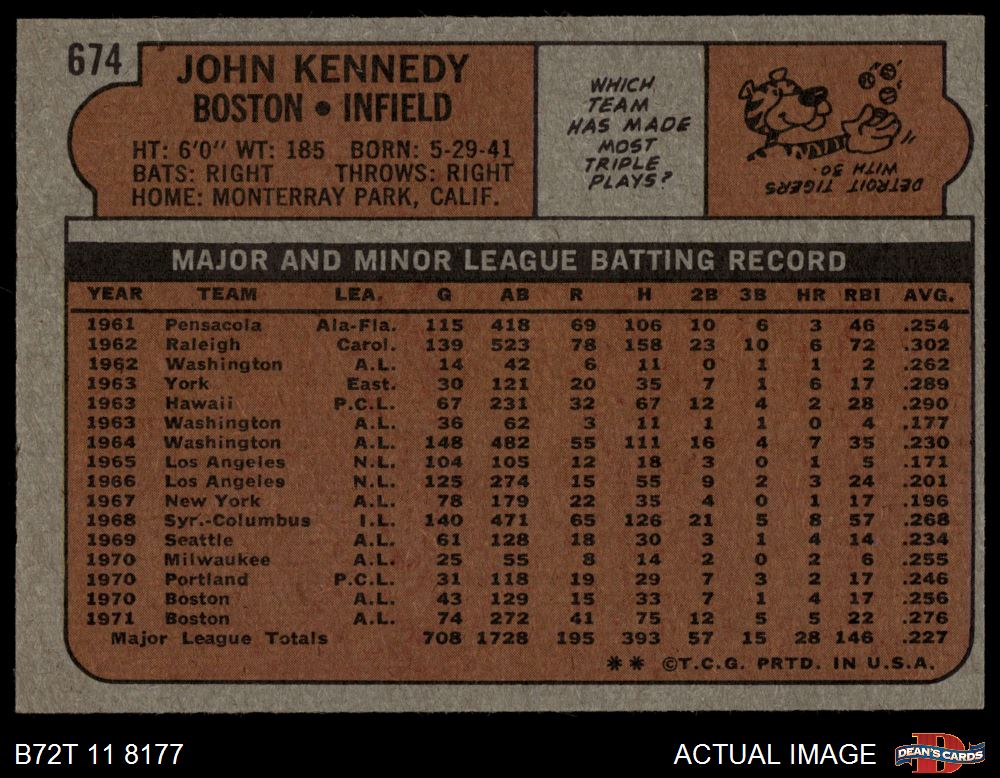 674
JOHN KENNEDY
BOSTON • INFIELD
HT: 6'0" WT: 185 BORN: 5-29-41
BATS: RIGHT THROWS: RIGHT
HOME: MONTERRAY PARK, CALIF.
WHICH
TEAM
HAS MADE
MOST
TRIPLE
PLAYS?
DETROIT TIGERS
WITH 30.
MAJOR AND MINOR LEAGUE BATTING RECORD
YEAR TEAM LEA. G AB R H 2B 3B HR RBI AVG.
1961 Pensacola Ala-Fla. 115 418 69 106 10 6 3 46 .254
1962 Raleigh Carol. 139 523 78 158 23 10 6 72 .302
1962 Washington A.L. 14 42 6 11 0 1 1 2 .262
1963 York East. 30 121 20 35 7 1 6 17 .289
1963 Hawaii P.C.L. 67 231 32 67 12 4 2 28 .290
1963 Washington A.L. 36 62 3 11 1 1 0 4 .177
1964 Washington A.L. 148 482 55 111 16 4 7 35 .230
1965 Los Angeles N.L. 104 105 12 18 3 0 1 5 .171
1966 Los Angeles N.L. 125 274 15 55 9 2 3 24 .201
1967 New York A.L. 78 179 22 35 4 0 1 17 .196
1968 Syr.-Columbus I.L. 140 471 65 126 21 5 8 57 .268
1969 Seattle A.L. 61 128 18 30 3 1 4 14 .234
1970 Milwaukee A.L. 25 55 8 14 2 0 2 6 .255
1970 Portland P.C.L. 31 118 19 29 7 3 2 17 .246
1970 Boston A.L. 43 129 15 33 7 1 4 17 .256
1971 Boston A.L. 74 272 41 75 12 5 5 22 .276
Major League Totals 708 1728 195 393 57 15 28 146 .227
** ©T.C.G. PRTD. IN U.S.A.
B72T 11 8177
ACTUAL IMAGE
DEAN'S CARDS